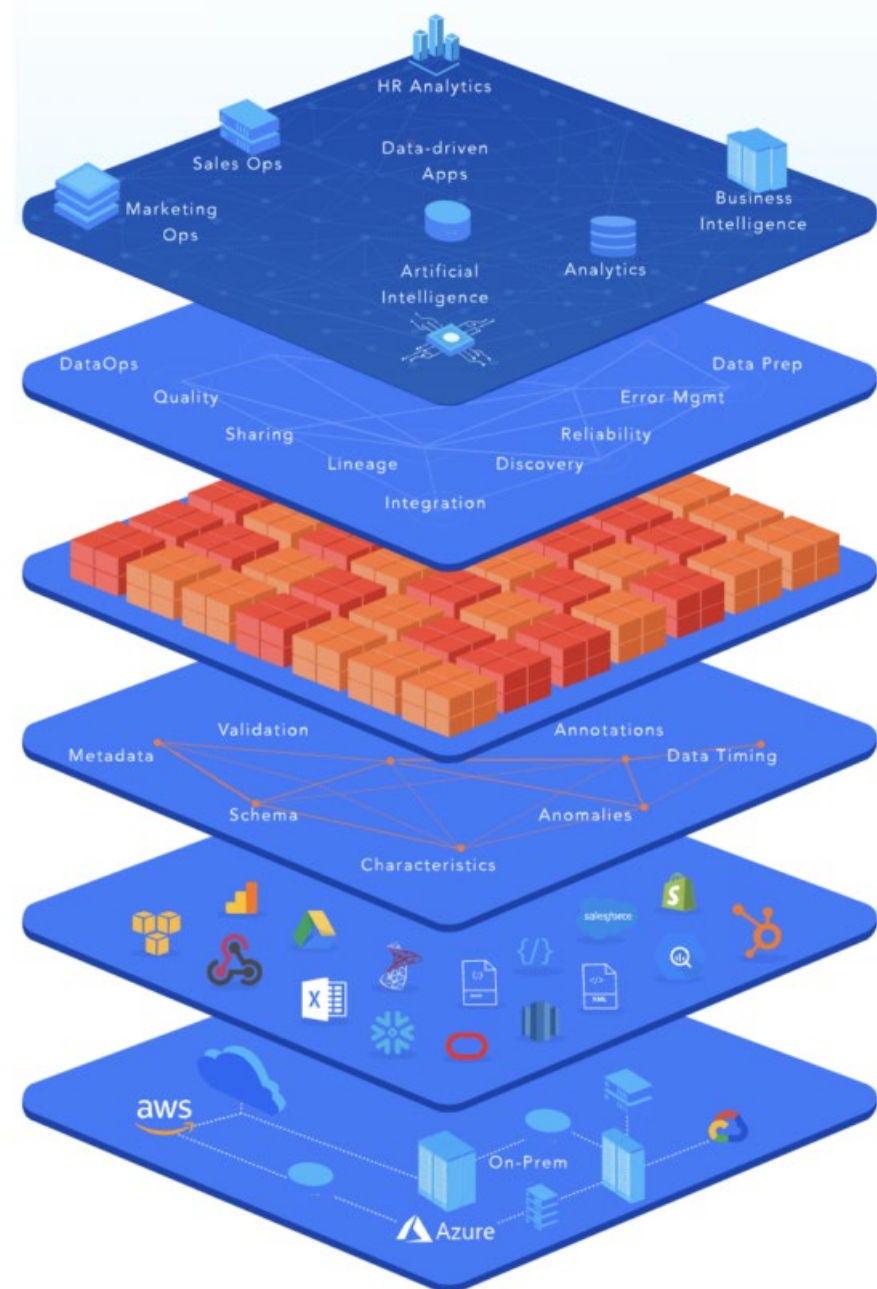 HR Analytics
Sales Ops
Data-driven
Apps
Marketing
Ops
Business
Intelligence
Artificial
Intelligence
Analytics
DataOps
Data Prep
Quality
Error Mgmt
Sharing
Reliability
Lineage
Discovery
Integration
Validation
Annotations
Metadata
Data Timing
Schema
Anomalies
Characteristics
salesforce
S
{/}
X
{;}
</>
XML
aws
On-Prem
Azure